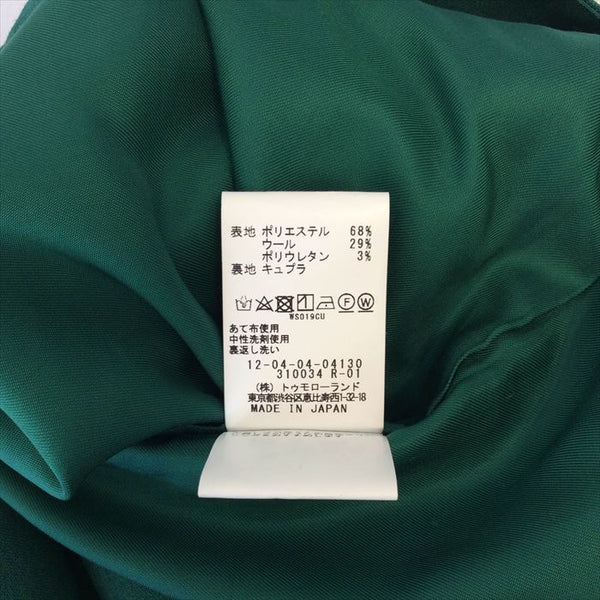 表地 ポリエステル 68%
ウール 29%
ポリウレタン 3%
裏地 キュプラ
F W
WS019CU
あて布使用
中性洗剤使用
裏返し洗い
12-04-04-04130
310034 R-01
(株) トゥモローランド
東京都渋谷区恵比寿西1-32-18
MADE IN JAPAN